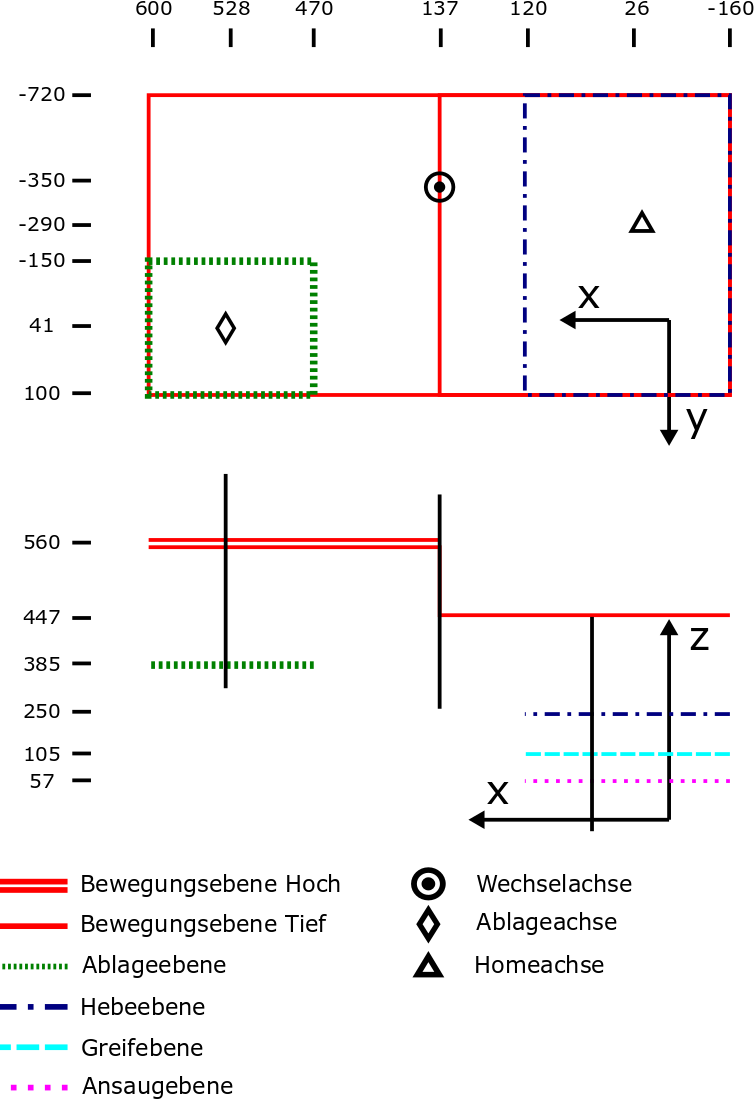 600 528 470 137 120 26 -160
-720
-350
-290
-150
x
41
100
y
560
447
z
385
250
105
57
x
Bewegungsebene Hoch
Wechselachse
Bewegungsebene Tief
Ablageachse
Ablageebene
Homeachse
Hebeebene
Greifebene
Ansaugebene